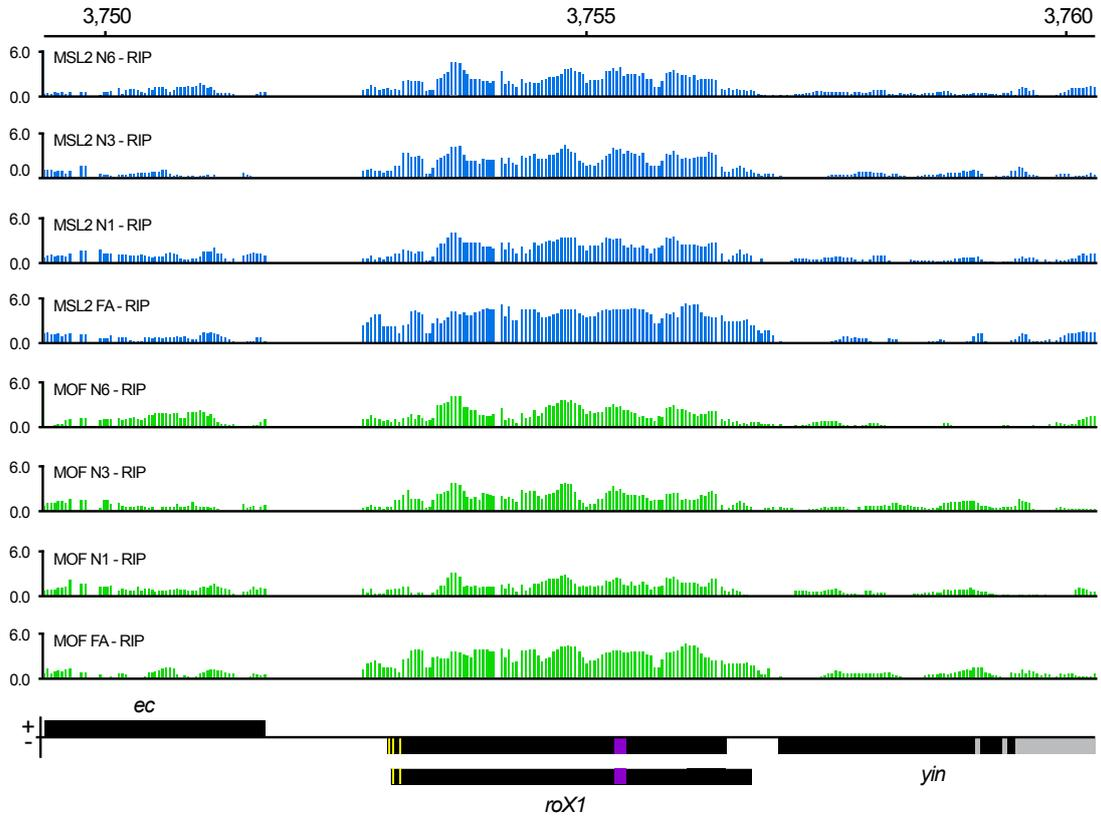 3,750 3,755 3,760
6.0
MSL2 N6 - RIP
0.0
6.0
MSL2 N3 - RIP
0.0
6.0
MSL2 N1 - RIP
0.0
6.0
MSL2 FA - RIP
0.0
6.0
MOF N6 - RIP
0.0
6.0
MOF N3 - RIP
0.0
6.0
MOF N1 - RIP
0.0
6.0
MOF FA - RIP
0.0
ec
+
-
yin
roX1